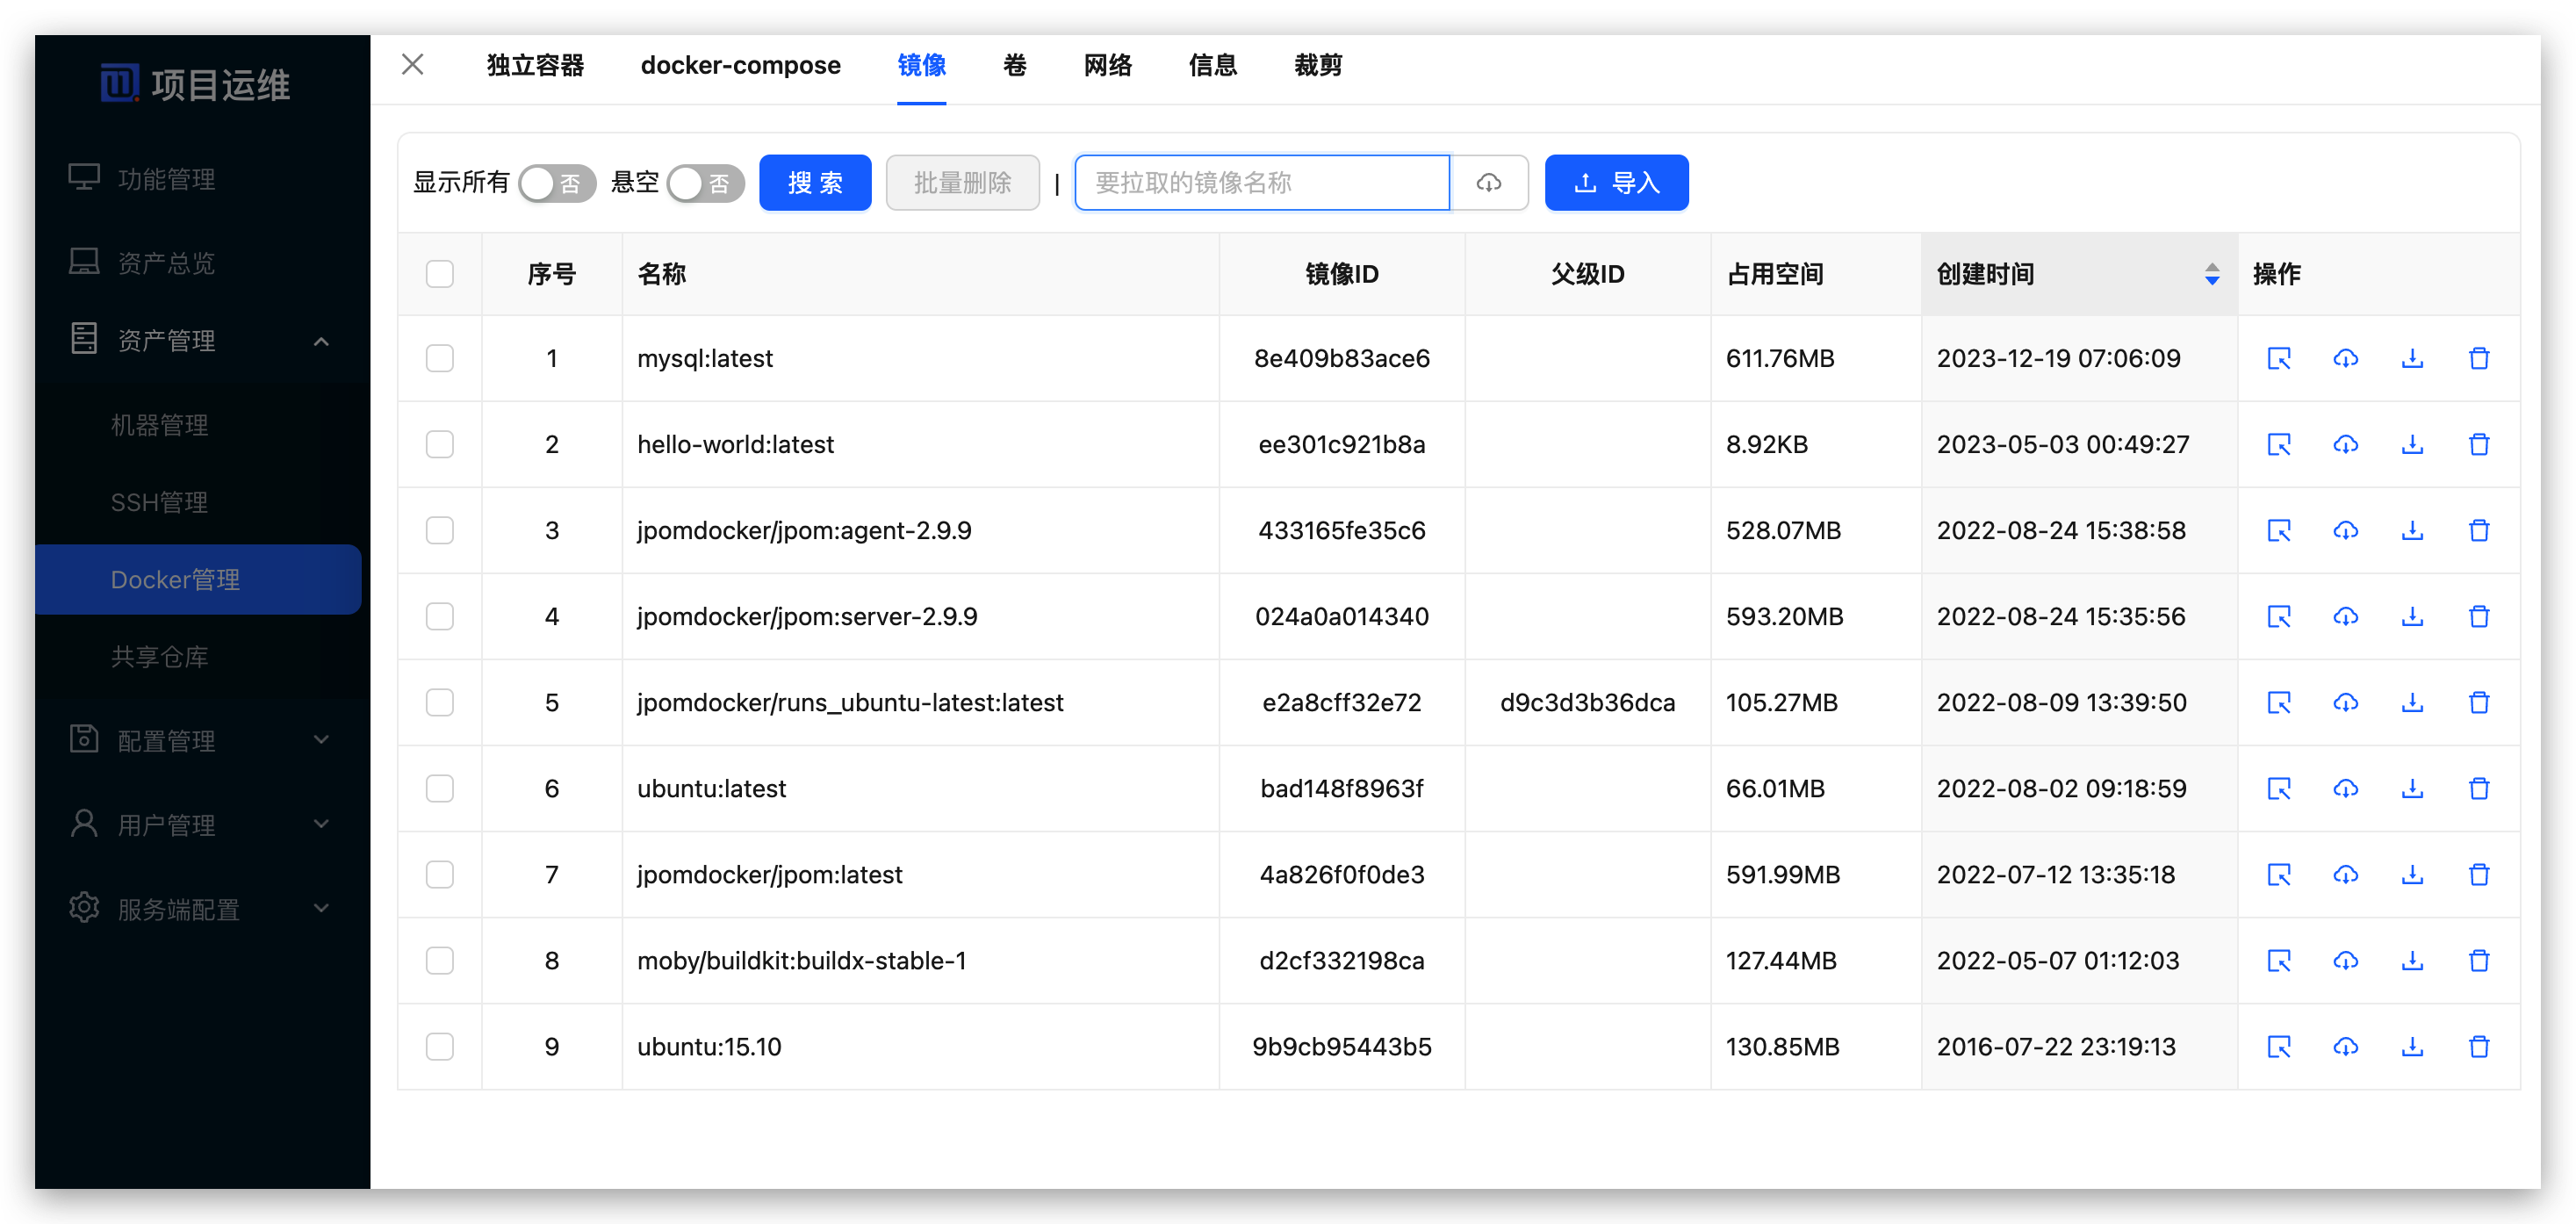 项目运维
功能管理
资产总览
资产管理
机器管理
SSH管理
Docker管理
共享仓库
配置管理
用户管理
服务端配置
独立容器 docker-compose 镜像 卷 网络 信息 裁剪
显示所有 否 悬空 否 搜 索 批量删除 | 要拉取的镜像名称 导入
序号 名称 镜像ID 父级ID 占用空间 创建时间 操作
1 mysql:latest 8e409b83ace6 611.76MB 2023-12-19 07:06:09
2 hello-world:latest ee301c921b8a 8.92KB 2023-05-03 00:49:27
3 jpomdocker/jpom:agent-2.9.9 433165fe35c6 528.07MB 2022-08-24 15:38:58
4 jpomdocker/jpom:server-2.9.9 024a0a014340 593.20MB 2022-08-24 15:35:56
5 jpomdocker/runs_ubuntu-latest:latest e2a8cff32e72 d9c3d3b36dca 105.27MB 2022-08-09 13:39:50
6 ubuntu:latest bad148f8963f 66.01MB 2022-08-02 09:18:59
7 jpomdocker/jpom:latest 4a826f0f0de3 591.99MB 2022-07-12 13:35:18
8 moby/buildkit:buildx-stable-1 d2cf332198ca 127.44MB 2022-05-07 01:12:03
9 ubuntu:15.10 9b9cb95443b5 130.85MB 2016-07-22 23:19:13